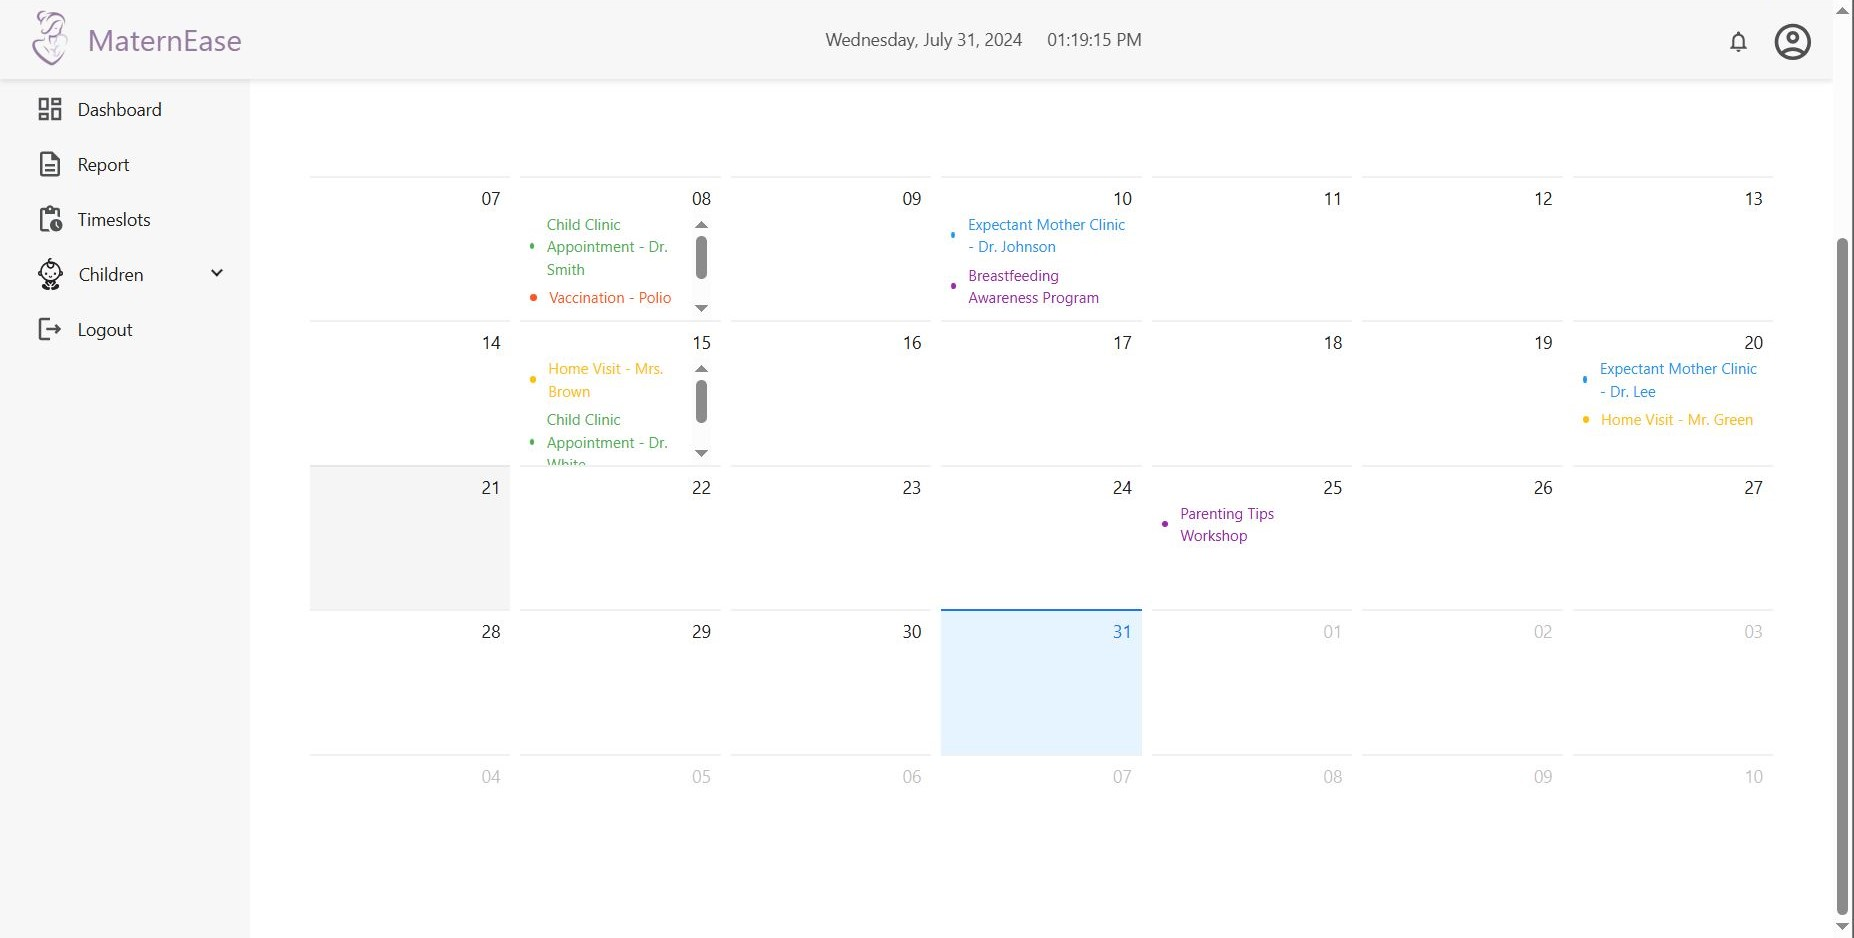 MaternEase
Wednesday, July 31, 2024 01:19:15 PM
Dashboard
Report
Timeslots
Children
Logout
07 08 09 10 11 12 13
Child Clinic
Appointment - Dr.
Smith
Vaccination - Polio
Expectant Mother Clinic
- Dr. Johnson
Breastfeeding
Awareness Program
14 15 16 17 18 19 20
Home Visit - Mrs.
Brown
Child Clinic
Appointment - Dr.
White
Expectant Mother Clinic
- Dr. Lee
Home Visit - Mr. Green
21 22 23 24 25 26 27
Parenting Tips
Workshop
28 29 30 31 01 02 03
04 05 06 07 08 09 10